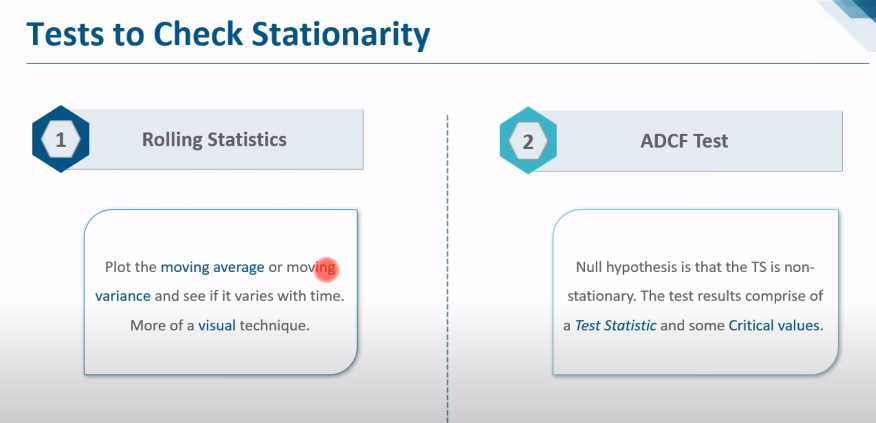 Tests to Check Stationarity
1
Rolling Statistics
Plot the moving average or moving
variance and see if it varies with time.
More of a visual technique.
2
ADCF Test
Null hypothesis is that the TS is non-
stationary. The test results comprise of
a Test Statistic and some Critical values.